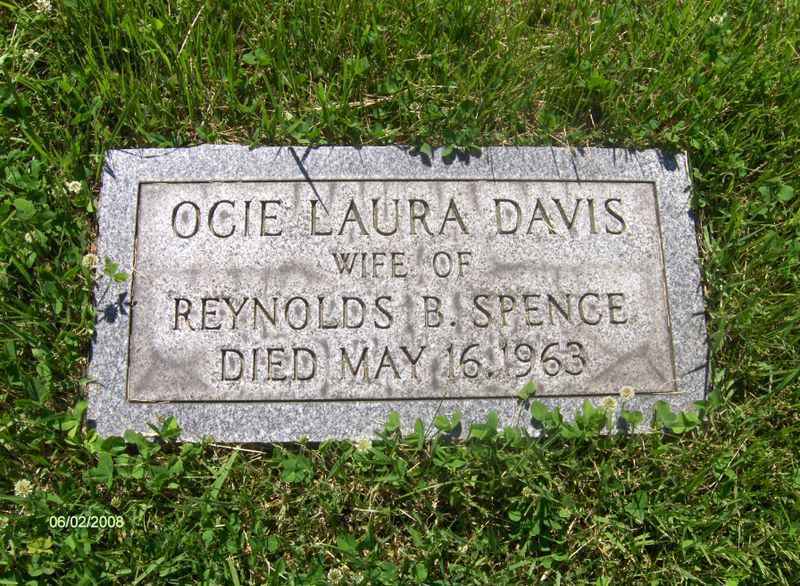 OCIE LAURA DAVIS
WIFE OF
REYNOLDS B. SPENCE
DIED MAY 16, 1963
06/02/2008